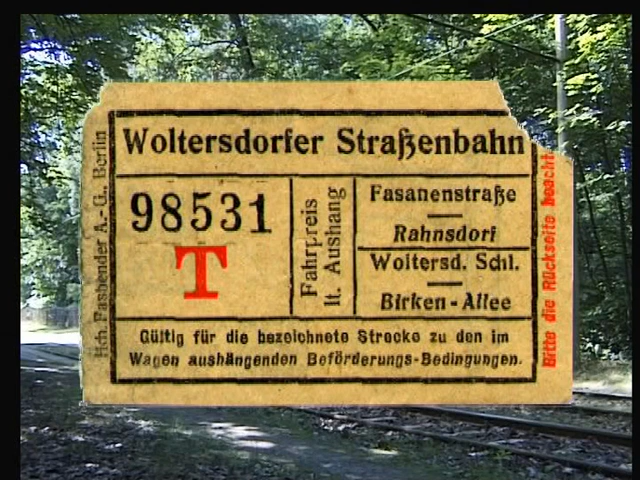 Woltersdorfer Straßenbahn
98531
T
Fahrpreis
lt. Aushang
Fasanenstraße
—
Rahnsdorf
Woltersd. Schl.
—
Birken-Allee
Gültig für die bezeichnete Strecke zu den im
Wagen aushängenden Beförderungs-Bedingungen.
Hch. Fasbender A.-G., Berlin
Bitte die Rückseite beacht